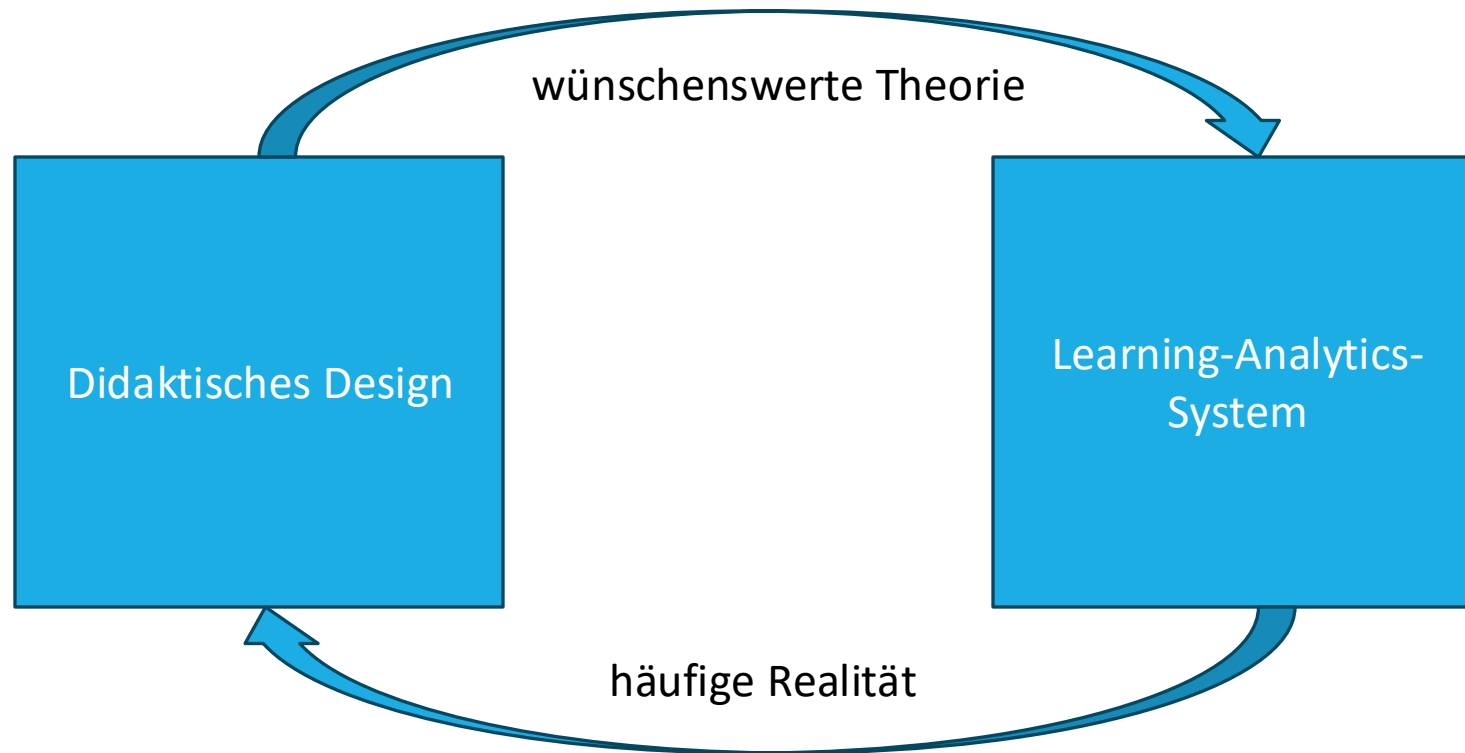 wünschenswerte Theorie
Didaktisches Design
Learning-Analytics-
System
häufige Realität